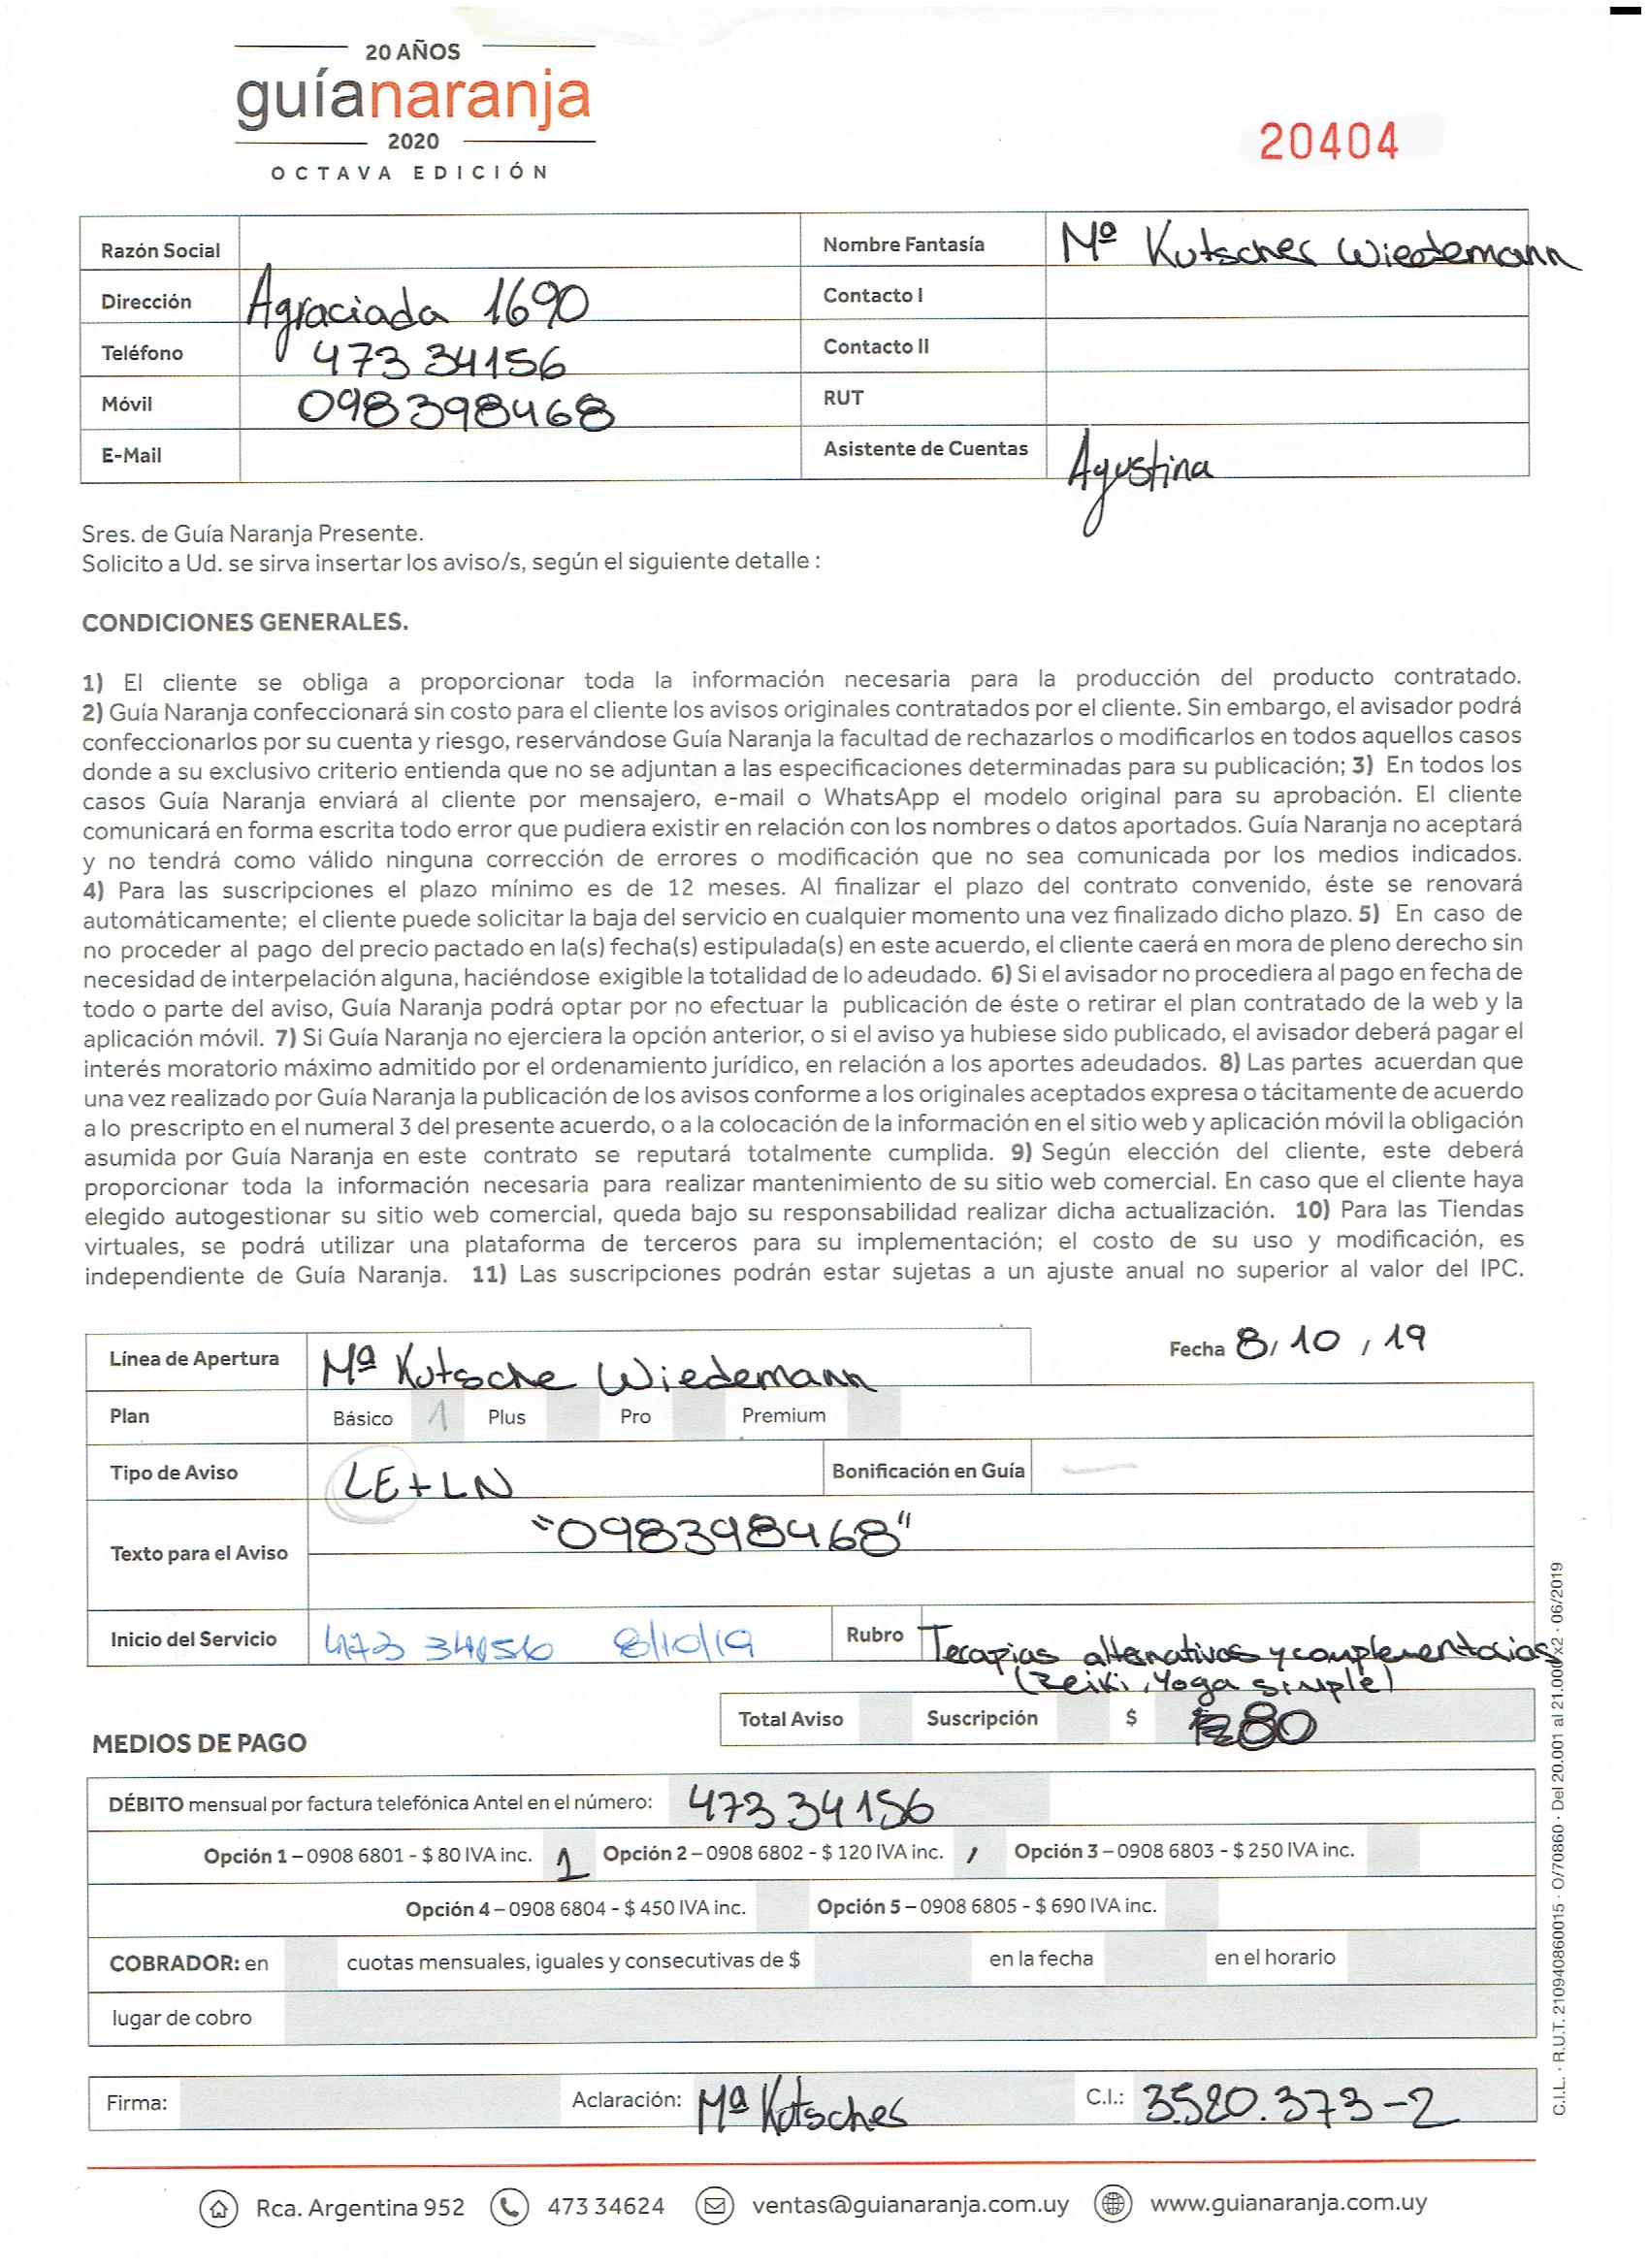 20 AÑOS
guíanaranja
2020
OCTAVA EDICIÓN
20404
Razón Social
Nombre Fantasía Mª Kutscher Wiedemann
Dirección Agraciada 1690
Contacto I
Teléfono 473 34156
Contacto II
Móvil 098398468
RUT
E-Mail
Asistente de Cuentas Agustina
Sres. de Guía Naranja Presente.
Solicito a Ud. se sirva insertar los aviso/s, según el siguiente detalle :
CONDICIONES GENERALES.
1) El cliente se obliga a proporcionar toda la información necesaria para la producción del producto contratado.
2) Guía Naranja confeccionará sin costo para el cliente los avisos originales contratados por el cliente. Sin embargo, el avisador podrá
confeccionarlos por su cuenta y riesgo, reservándose Guía Naranja la facultad de rechazarlos o modificarlos en todos aquellos casos
donde a su exclusivo criterio entienda que no se adjuntan a las especificaciones determinadas para su publicación; 3) En todos los
casos Guía Naranja enviará al cliente por mensajero, e-mail o WhatsApp el modelo original para su aprobación. El cliente
comunicará en forma escrita todo error que pudiera existir en relación con los nombres o datos aportados. Guía Naranja no aceptará
y no tendrá como válido ninguna corrección de errores o modificación que no sea comunicada por los medios indicados.
4) Para las suscripciones el plazo mínimo es de 12 meses. Al finalizar el plazo del contrato convenido, éste se renovará
automáticamente; el cliente puede solicitar la baja del servicio en cualquier momento una vez finalizado dicho plazo. 5) En caso de
no proceder al pago del precio pactado en la(s) fecha(s) estipulada(s) en este acuerdo, el cliente caerá en mora de pleno derecho sin
necesidad de interpelación alguna, haciéndose exigible la totalidad de lo adeudado. 6) Si el avisador no procediera al pago en fecha de
todo o parte del aviso, Guía Naranja podrá optar por no efectuar la publicación de éste o retirar el plan contratado de la web y la
aplicación móvil. 7) Si Guía Naranja no ejerciera la opción anterior, o si el aviso ya hubiese sido publicado, el avisador deberá pagar el
interés moratorio máximo admitido por el ordenamiento jurídico, en relación a los aportes adeudados. 8) Las partes acuerdan que
una vez realizado por Guía Naranja la publicación de los avisos conforme a los originales aceptados expresa o tácitamente de acuerdo
a lo prescripto en el numeral 3 del presente acuerdo, o a la colocación de la información en el sitio web y aplicación móvil la obligación
asumida por Guía Naranja en este contrato se reputará totalmente cumplida. 9) Según elección del cliente, este deberá
proporcionar toda la información necesaria para realizar mantenimiento de su sitio web comercial. En caso que el cliente haya
elegido autogestionar su sitio web comercial, queda bajo su responsabilidad realizar dicha actualización. 10) Para las Tiendas
virtuales, se podrá utilizar una plataforma de terceros para su implementación; el costo de su uso y modificación, es
independiente de Guía Naranja. 11) Las suscripciones podrán estar sujetas a un ajuste anual no superior al valor del IPC.
Línea de Apertura Mª Kutsche Wiedemann
Fecha 8/ 10 / 19
Plan Básico 1 Plus Pro Premium
Tipo de Aviso LE+LN
Bonificación en Guía —
Texto para el Aviso "098398468"
Inicio del Servicio 473 34156 8/10/19
Rubro Terapias alternativas y complementarias
(Reiki, Yoga simple)
Total Aviso Suscripción $ 80
MEDIOS DE PAGO
DÉBITO mensual por factura telefónica Antel en el número: 473 34156
Opción 1 – 0908 6801 - $ 80 IVA inc. 1 Opción 2 – 0908 6802 - $ 120 IVA inc. Opción 3 – 0908 6803 - $ 250 IVA inc.
Opción 4 – 0908 6804 - $ 450 IVA inc. Opción 5 – 0908 6805 - $ 690 IVA inc.
COBRADOR: en cuotas mensuales, iguales y consecutivas de $ en la fecha en el horario
lugar de cobro
Firma: Aclaración: Mª Kutscher C.I.: 3.520.373-2
C.I.L. · R.U.T. 210940860015 · O/70860 · Del 20.001 al 21.000 x2 · 06/2019
Rca. Argentina 952 473 34624 ventas@guianaranja.com.uy www.guianaranja.com.uy